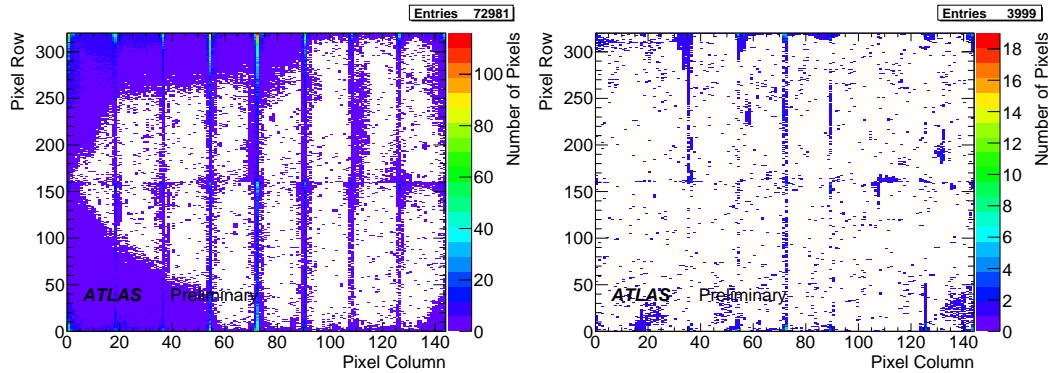 Entries 72981
Pixel Row
300
250
200
150
100
50
0
ATLAS Preliminary
0 20 40 60 80 100 120 140
Pixel Column
100
80
60
40
20
0
Number of Pixels
Entries 3999
Pixel Row
300
250
200
150
100
50
0
ATLAS Preliminary
0 20 40 60 80 100 120 140
Pixel Column
18
16
14
12
10
8
6
4
2
0
Number of Pixels